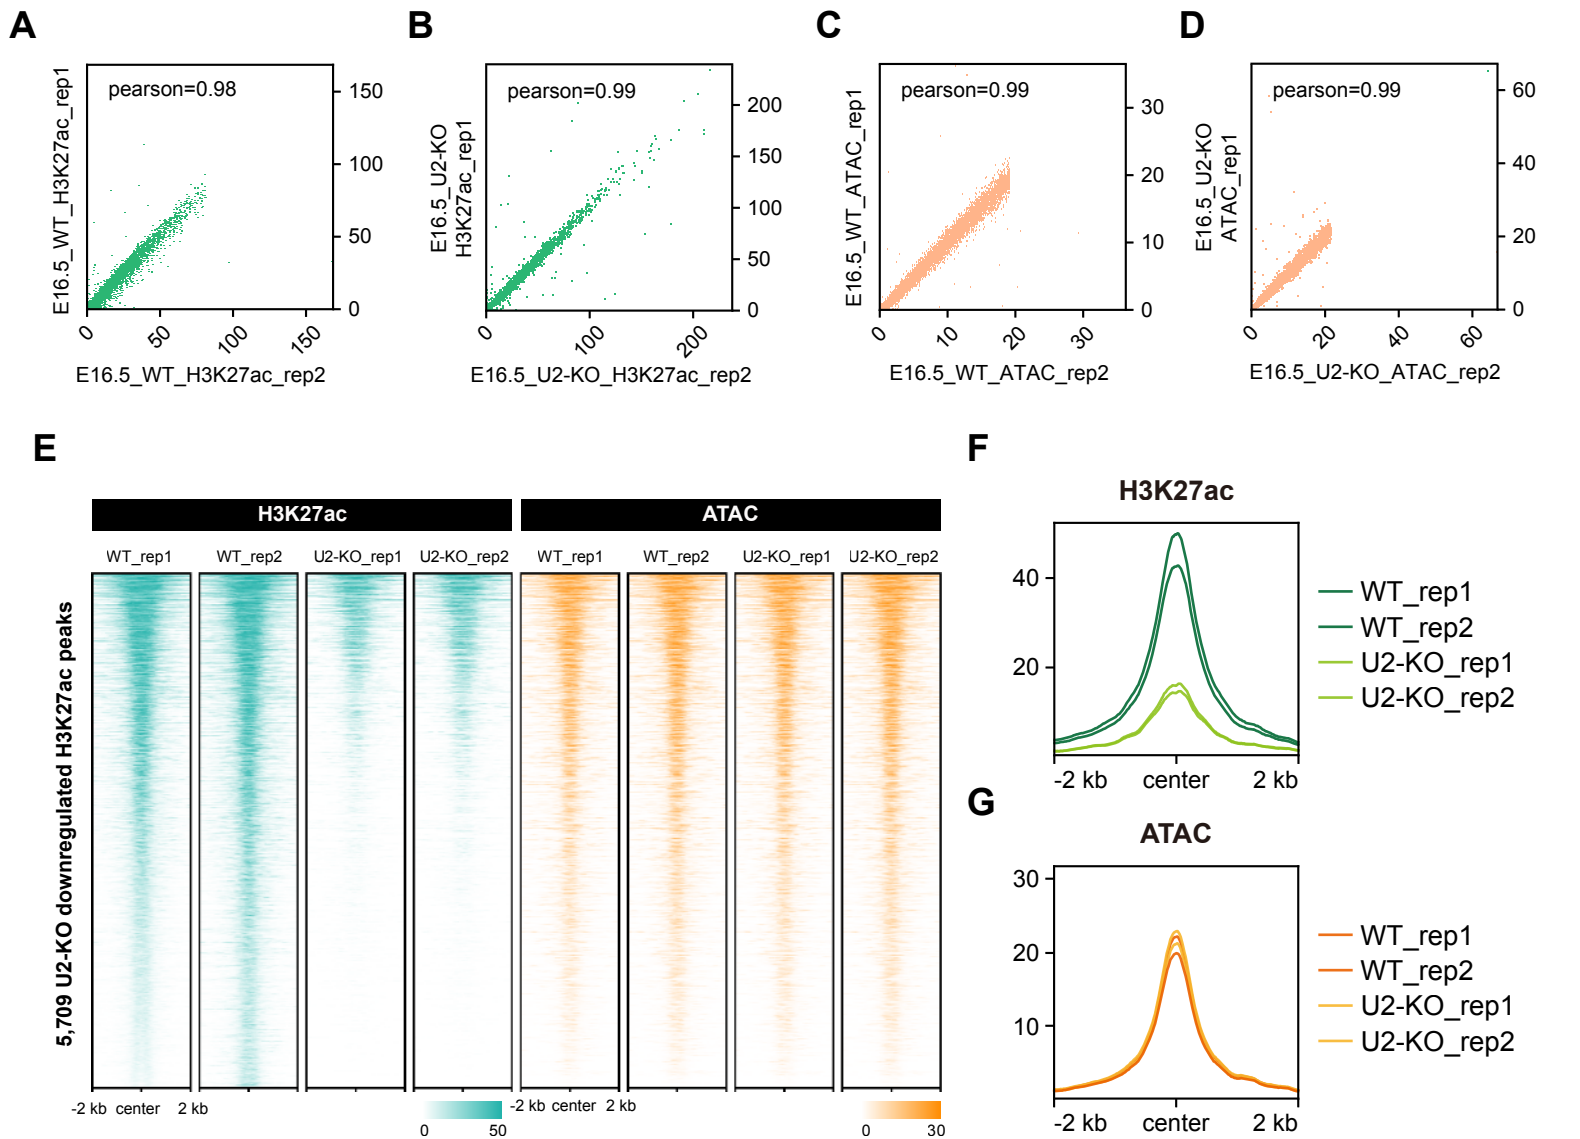 A
B
C
D
pearson=0.98
E16.5_WT_H3K27ac_rep1
150
100
50
0
0
50
100
150
E16.5_WT_H3K27ac_rep2
pearson=0.99
E16.5_U2-KO
H3K27ac_rep1
200
150
100
50
0
0
100
200
E16.5_U2-KO_H3K27ac_rep2
pearson=0.99
E16.5_WT_ATAC_rep1
30
20
10
0
0
10
20
30
E16.5_WT_ATAC_rep2
pearson=0.99
E16.5_U2-KO
ATAC_rep1
60
40
20
0
0
20
40
60
E16.5_U2-KO_ATAC_rep2
E
H3K27ac
ATAC
WT_rep1
WT_rep2
U2-KO_rep1
U2-KO_rep2
WT_rep1
WT_rep2
U2-KO_rep1
U2-KO_rep2
5,709 U2-KO downregulated H3K27ac peaks
-2 kb center 2 kb
0 50
-2 kb center 2 kb
0 30
F
H3K27ac
40
20
-2 kb center 2 kb
WT_rep1
WT_rep2
U2-KO_rep1
U2-KO_rep2
G
ATAC
30
20
10
-2 kb center 2 kb
WT_rep1
WT_rep2
U2-KO_rep1
U2-KO_rep2